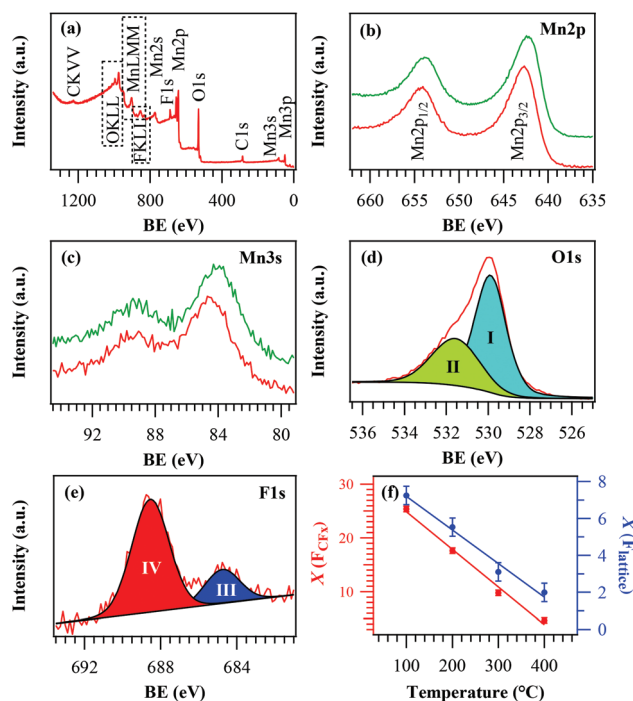 (a)
CKVV
OKLL
MnLMM
FKLL
Mn2s
F1s
Mn2p
O1s
C1s
Mn3s
Mn3p
Intensity (a.u.)
1200 800 400 0
BE (eV)
(b) Mn2p
Mn2p1/2
Mn2p3/2
Intensity (a.u.)
660 655 650 645 640 635
BE (eV)
(c) Mn3s
Intensity (a.u.)
92 88 84 80
BE (eV)
(d) O1s
I
II
Intensity (a.u.)
536 534 532 530 528 526
BE (eV)
(e) F1s
IV
III
Intensity (a.u.)
692 688 684
BE (eV)
(f)
X (FCFx)
30
20
10
8
6
4
2
0
X (Flattice)
100 200 300 400
Temperature (°C)